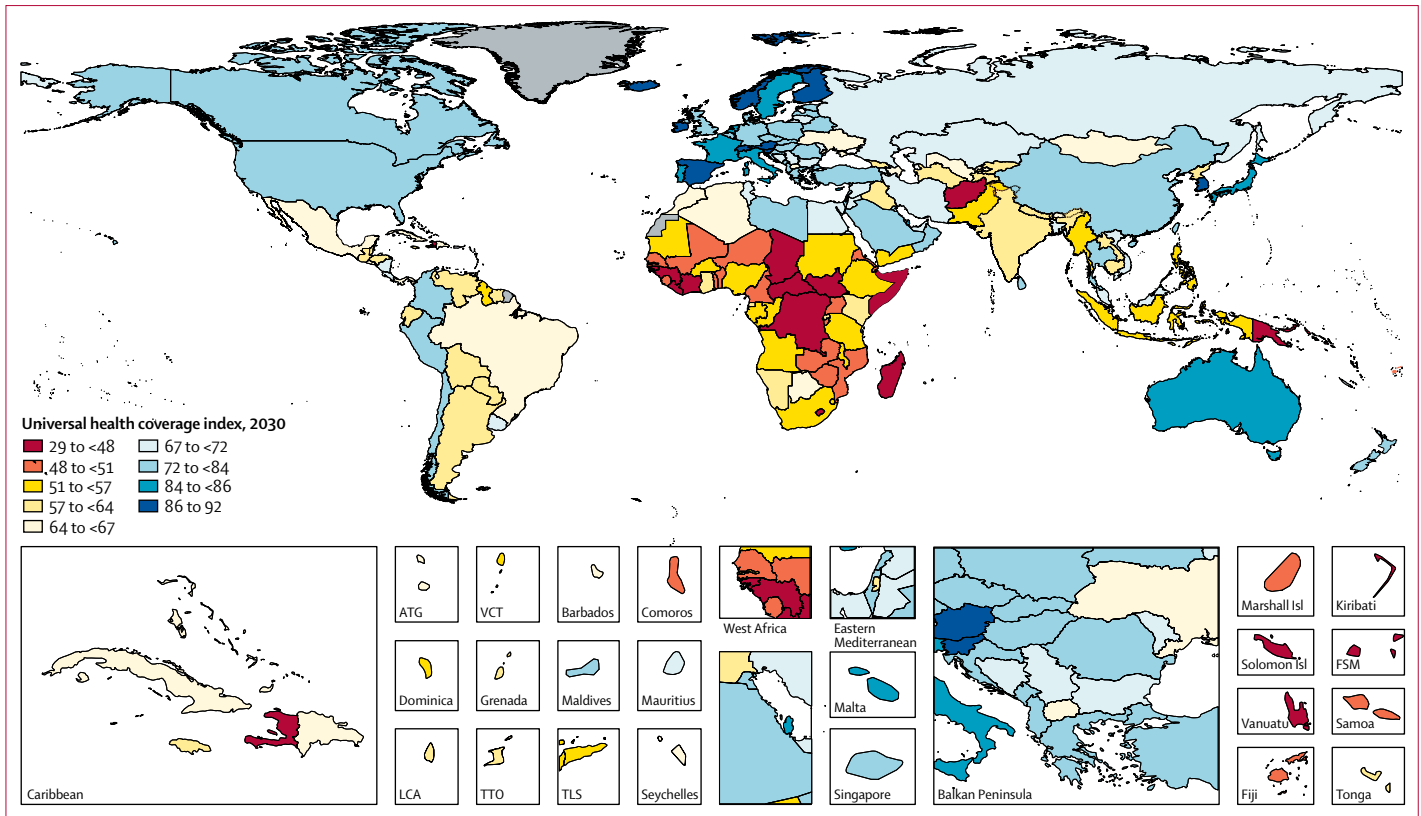 Universal health coverage index, 2030
29 to <48
48 to <51
51 to <57
57 to <64
64 to <67
67 to <72
72 to <84
84 to <86
86 to 92
Caribbean
ATG
VCT
Barbados
Comoros
West Africa
Eastern
Mediterranean
Dominica
Grenada
Maldives
Mauritius
Malta
LCA
TTO
TLS
Seychelles
Singapore
Balkan Peninsula
Marshall Isl
Kiribati
Solomon Isl
FSM
Vanuatu
Samoa
Fiji
Tonga